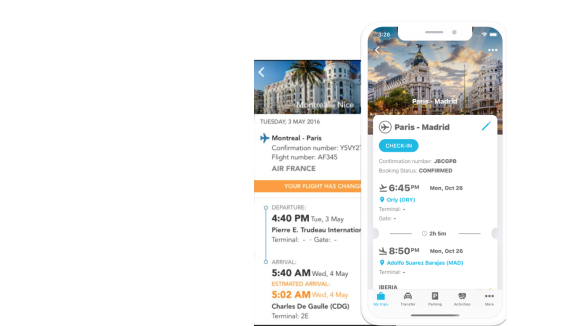 Montreal - Nice
TUESDAY, 3 MAY 2016
Montreal - Paris
Confirmation number: Y5VY2
Flight number: AF345
AIR FRANCE
YOUR FLIGHT HAS CHANG
DEPARTURE:
4:40 PM Tue, 3 May
Pierre E. Trudeau Internation
Terminal: - - Gate: -
ARRIVAL:
5:40 AM Wed, 4 May
ESTIMATED ARRIVAL:
5:02 AM Wed, 4 May
Charles De Gaulle (CDG)
Terminal: 2E
3:26
Paris - Madrid
Paris - Madrid
CHECK-IN
Confirmation number: JBCGPB
Booking Status: CONFIRMED
6:45PM Mon, Oct 26
Orly (ORY)
Terminal: -
Gate: -
2h 5m
8:50PM Mon, Oct 26
Adolfo Suarez Barajas (MAD)
Terminal: -
IBERIA
My trips Transfer Parking Activities More